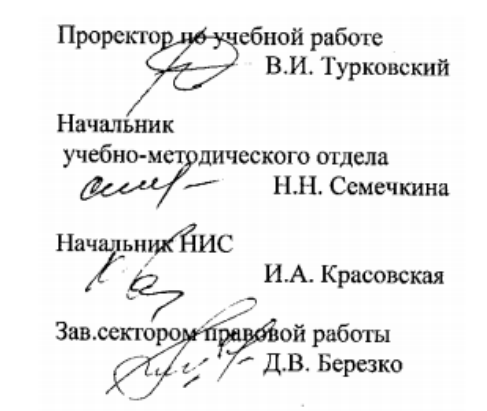 Проректор по учебной работе
В.И. Турковский
Начальник
учебно-методического отдела
Н.Н. Семечкина
Начальник НИС
И.А. Красовская
Зав.сектором правовой работы
Д.В. Березко